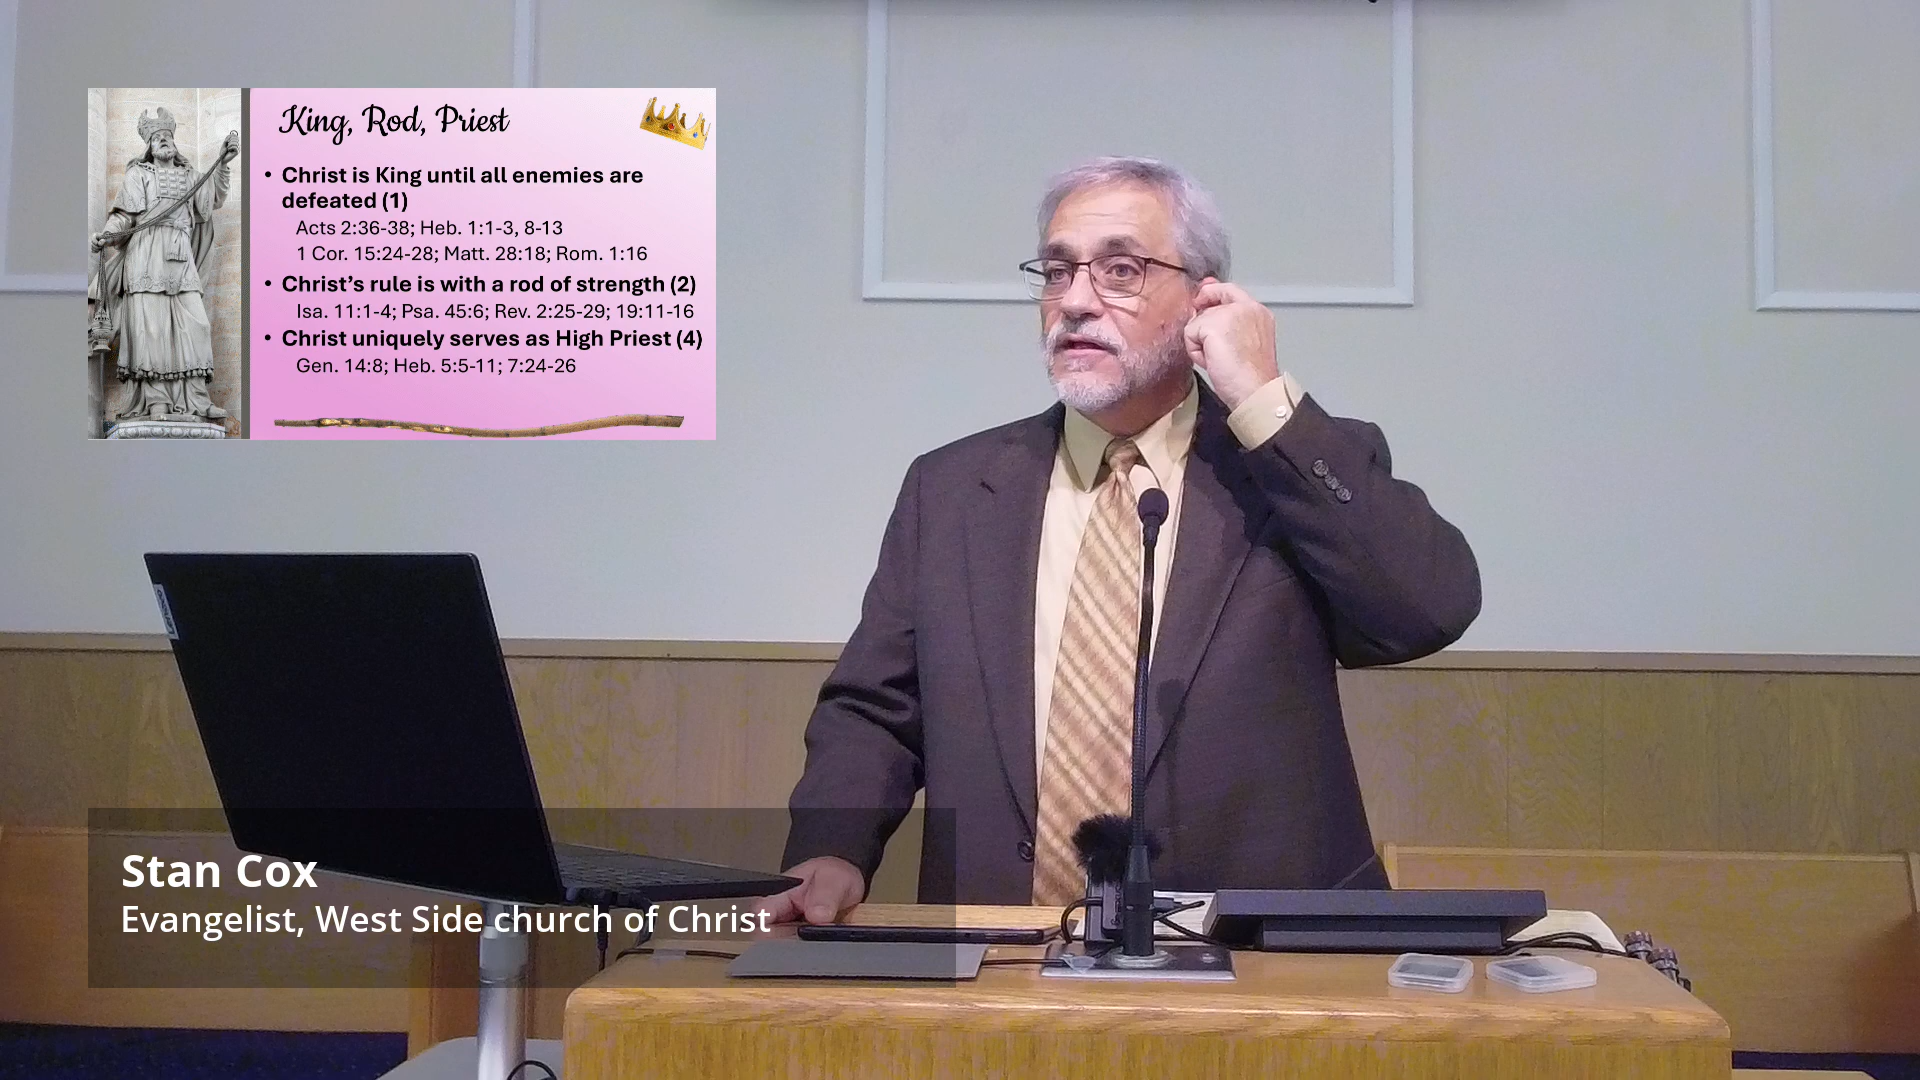 King, Rod, Priest
• Christ is King until all enemies are
defeated (1)
Acts 2:36-38; Heb. 1:1-3, 8-13
1 Cor. 15:24-28; Matt. 28:18; Rom. 1:16
• Christ's rule is with a rod of strength (2)
Isa. 11:1-4; Psa. 45:6; Rev. 2:25-29; 19:11-16
• Christ uniquely serves as High Priest (4)
Gen. 14:8; Heb. 5:5-11; 7:24-26
Lenovo
Stan Cox
Evangelist, West Side church of Christ